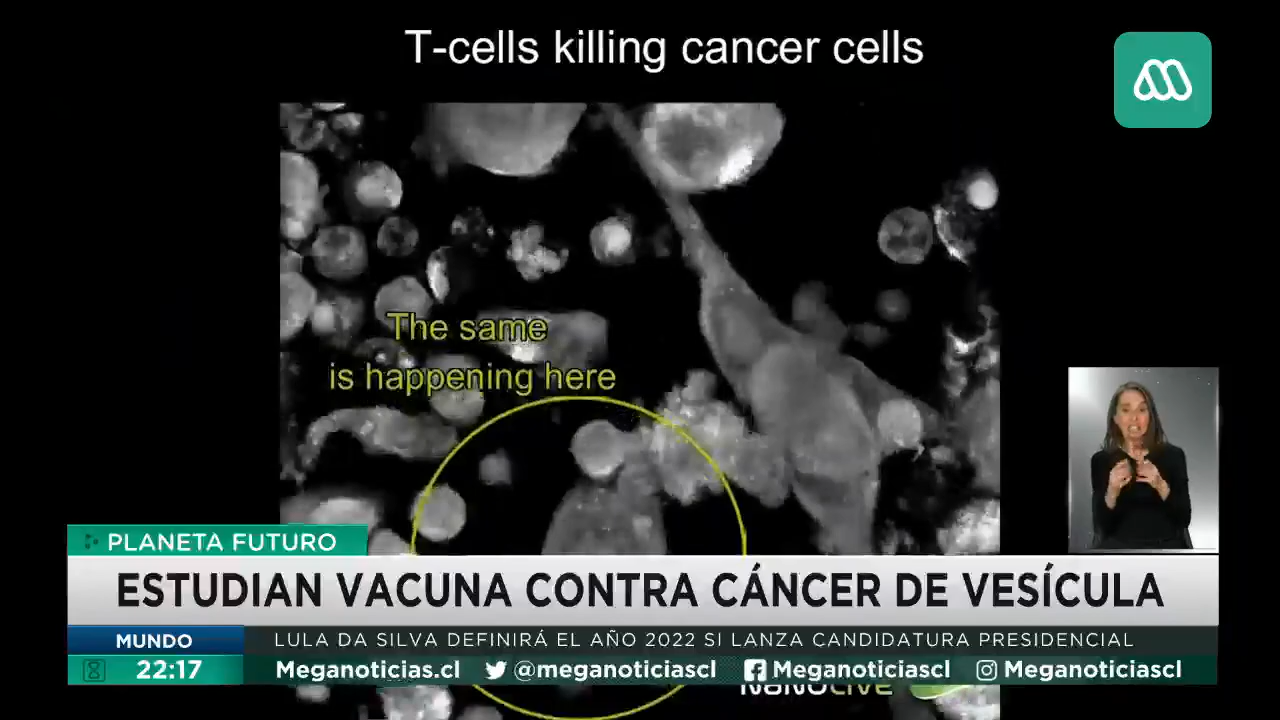 T-cells killing cancer cells
The same
is happening here
PLANETA FUTURO
ESTUDIAN VACUNA CONTRA CÁNCER DE VESÍCULA
MUNDO
LULA DA SILVA DEFINIRÁ EL AÑO 2022 SI LANZA CANDIDATURA PRESIDENCIAL
22:17
Meganoticias.cl
@meganoticiascl
Meganoticiascl
Meganoticiascl
NANOLIVE